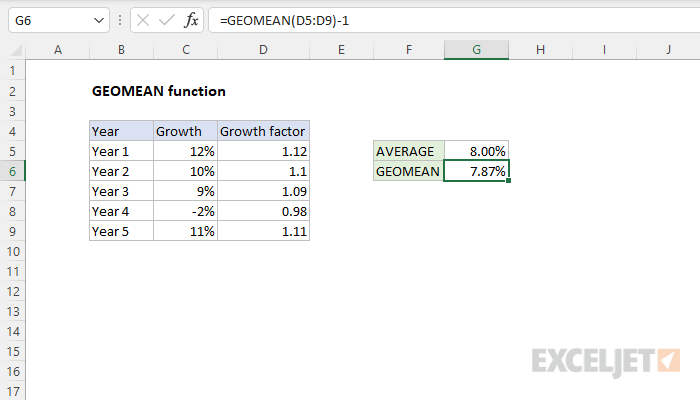 G6 fx =GEOMEAN(D5:D9)-1
A B C D E F G H I J
1
2 GEOMEAN function
3
4 Year Growth Growth factor
5 Year 1 12% 1.12 AVERAGE 8.00%
6 Year 2 10% 1.1 GEOMEAN 7.87%
7 Year 3 9% 1.09
8 Year 4 -2% 0.98
9 Year 5 11% 1.11
10
11
12
13
14
15
16
17
EXCELJET